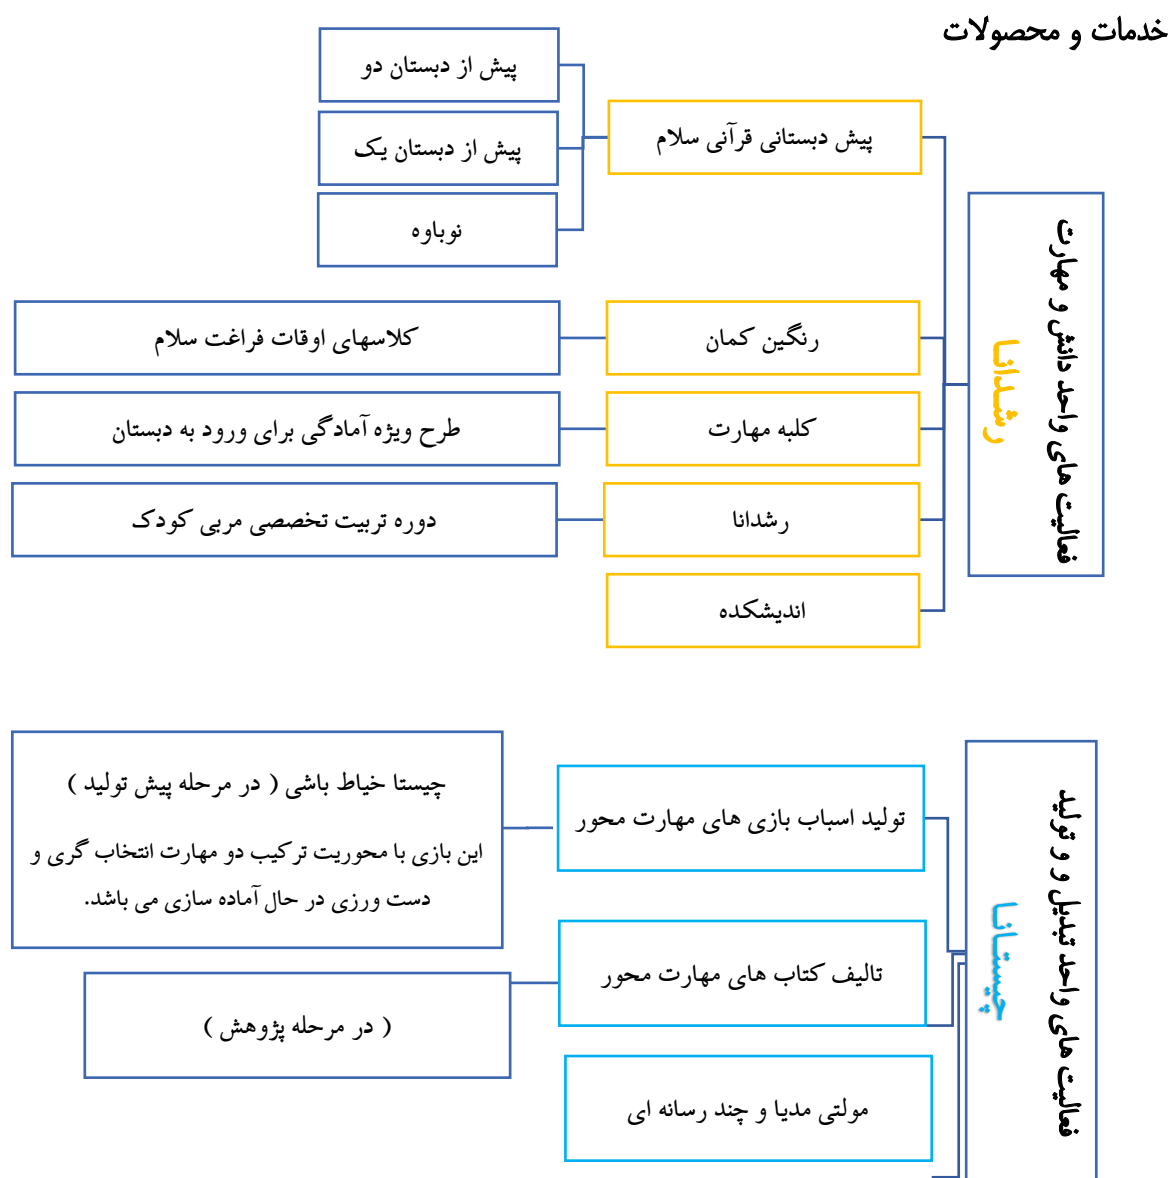 خدمات و محصولات
فعالیت های واحد دانش و مهارت
رشدانا
پیش دبستانی قرآنی سلام
پیش از دبستان دو
پیش از دبستان یک
نوباوه
رنگین کمان
کلاسهای اوقات فراغت سلام
کلبه مهارت
طرح ویژه آمادگی برای ورود به دبستان
رشدانا
دوره تربیت تخصصی مربی کودک
اندیشکده
فعالیت های واحد تبدیل و و تولید
چیستانا
تولید اسباب بازی های مهارت محور
چیستا خیاط باشی ( در مرحله پیش تولید )
این بازی با محوریت ترکیب دو مهارت انتخاب گری و
دست ورزی در حال آماده سازی می باشد.
تالیف کتاب های مهارت محور
( در مرحله پژوهش )
مولتی مدیا و چند رسانه ای